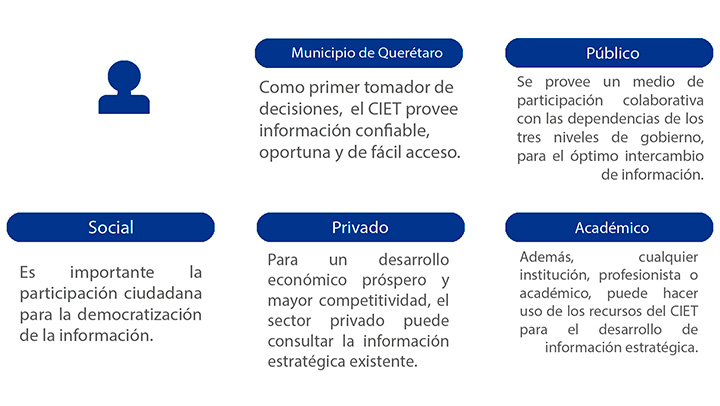 Municipio de Querétaro
Como primer tomador de
decisiones, el CIET provee
información confiable,
oportuna y de fácil acceso.
Público
Se provee un medio de
participación colaborativa
con las dependencias de los
tres niveles de gobierno,
para el óptimo intercambio
de información.
Social
Es importante la
participación ciudadana
para la democratización
de la información.
Privado
Para un desarrollo
económico próspero y
mayor competitividad, el
sector privado puede
consultar la información
estratégica existente.
Académico
Además, cualquier
institución, profesionista o
académico, puede hacer
uso de los recursos del CIET
para el desarrollo de
información estratégica.